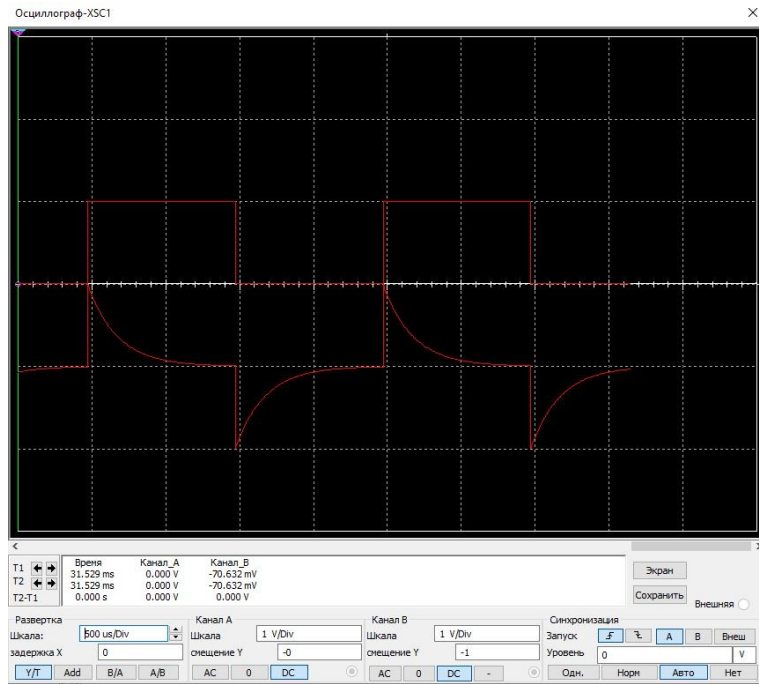 Осциллограф-XSC1
Время Канал_A Канал_B
T1 31.529 ms 0.000 V -70.632 mV
T2 31.529 ms 0.000 V -70.632 mV
T2-T1 0.000 s 0.000 V 0.000 V
Экран
Сохранить
Внешняя
Развертка
Шкала: 500 us/Div
задержка X 0
Y/T Add B/A A/B
Канал A
Шкала 1 V/Div
смещение Y -0
AC 0 DC
Канал B
Шкала 1 V/Div
смещение Y -1
AC 0 DC -
Синхронизация
Запуск A B Внеш
Уровень 0 V
Одн. Норм Авто Нет